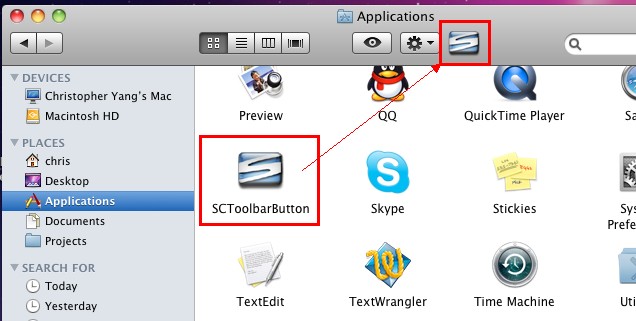 Applications
DEVICES
Christopher Yang's Mac
Macintosh HD
PLACES
chris
Desktop
Applications
Documents
Projects
SEARCH FOR
Today
Yesterday
Preview
QQ
QuickTime Player
Sa
SCToolbarButton
Skype
Stickies
Sys
Prefe
TextEdit
TextWrangler
Time Machine
Uti